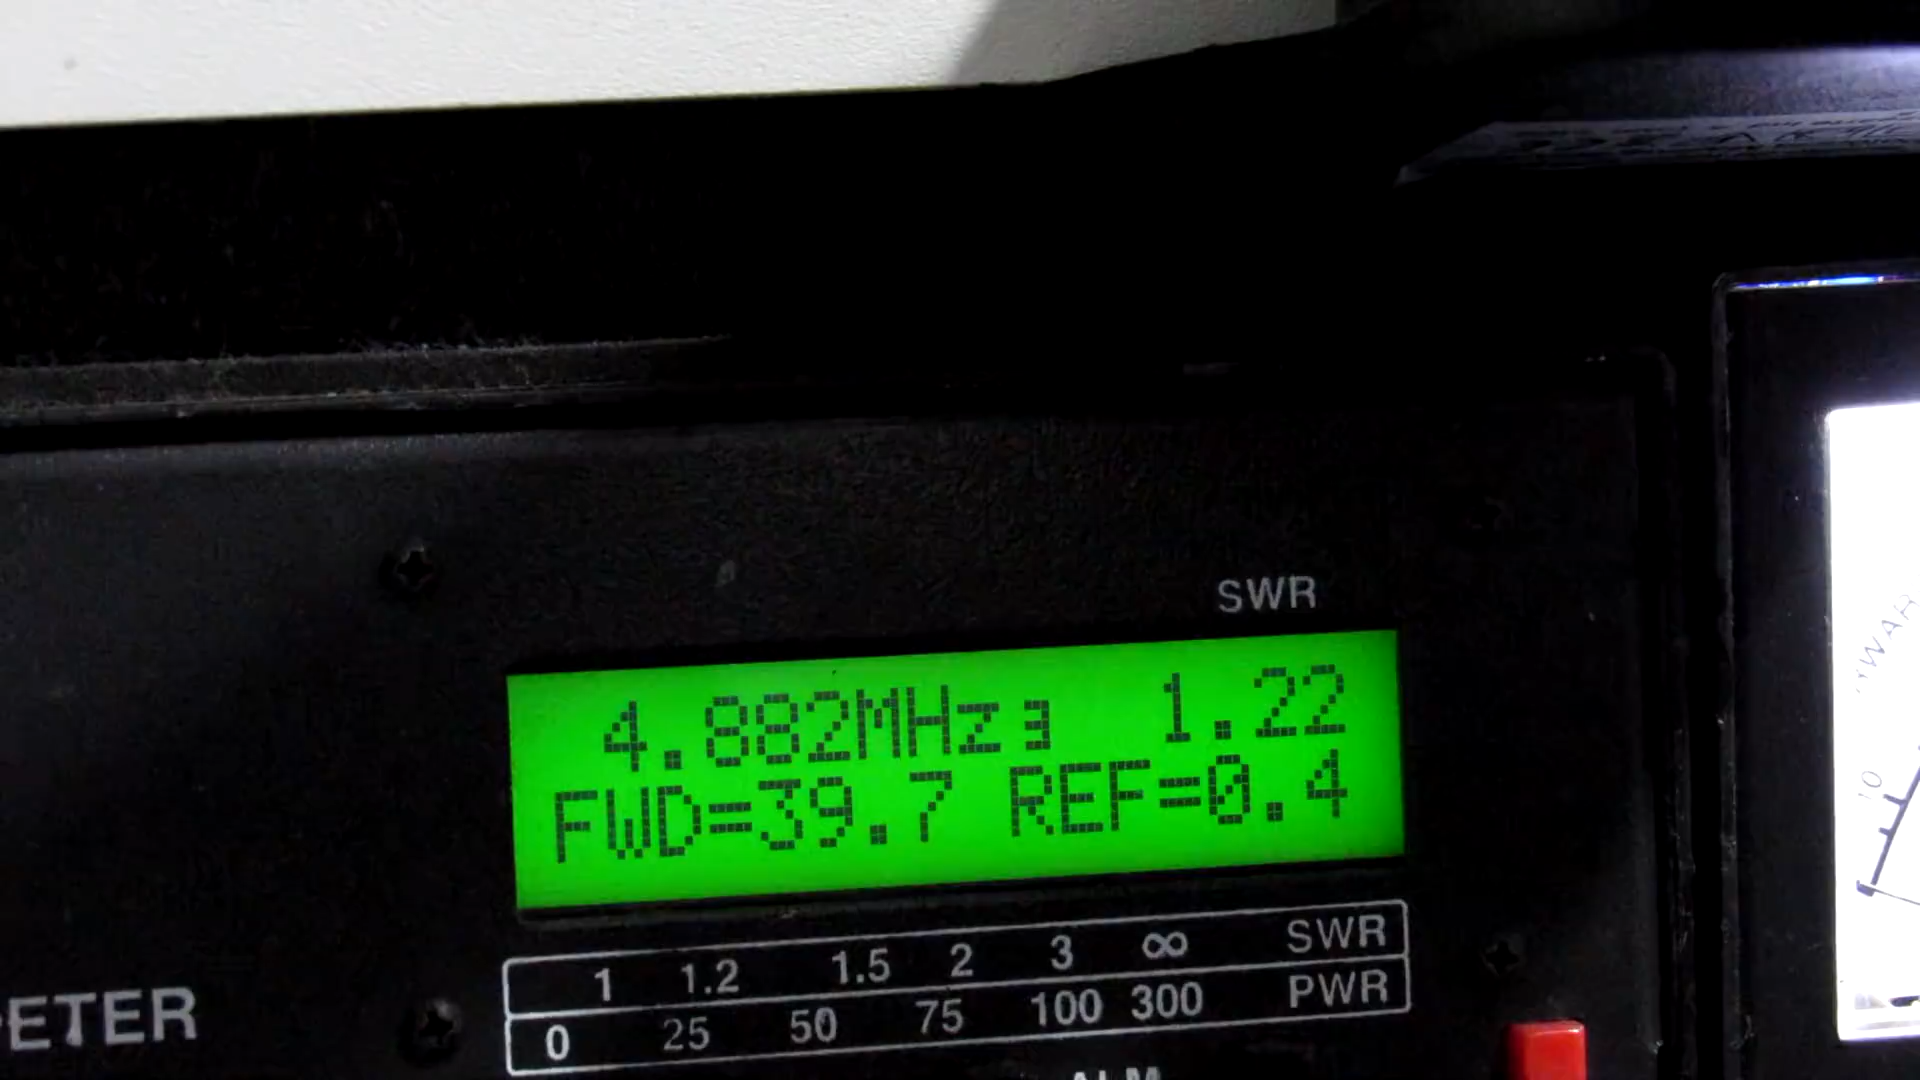 SWR
4.882MHz 1.22
FWD=39.7 REF=0.4
1 1.2 1.5 2 3 ∞ SWR
0 25 50 75 100 300 PWR
ETER
10